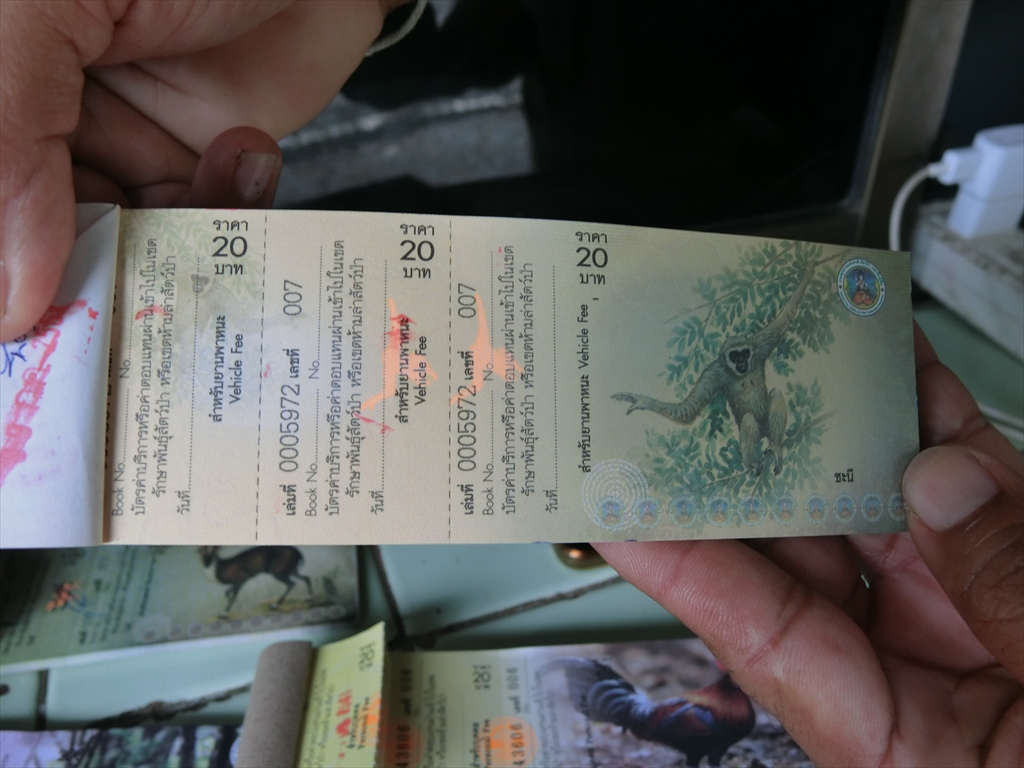 Book No. No.
บัตรค่าบริการหรือค่าตอบแทนผ่านเข้าไปในเขต
รักษาพันธุ์สัตว์ป่า หรือเขตห้ามล่าสัตว์ป่า
วันที่
ราคา
20
บาท
สำหรับยานพาหนะ
Vehicle Fee
เล่มที่ 0005972 เลขที่ 007
Book No. No.
บัตรค่าบริการหรือค่าตอบแทนผ่านเข้าไปในเขต
รักษาพันธุ์สัตว์ป่า หรือเขตห้ามล่าสัตว์ป่า
วันที่
ราคา
20
บาท
สำหรับยานพาหนะ
Vehicle Fee
เล่มที่ 0005972 เลขที่ 007
Book No. No.
บัตรค่าบริการหรือค่าตอบแทนผ่านเข้าไปในเขต
รักษาพันธุ์สัตว์ป่า หรือเขตห้ามล่าสัตว์ป่า
วันที่
ราคา
20
บาท
สำหรับยานพาหนะ Vehicle Fee
ชะนี
Personal Fee
43606
008
43606
008